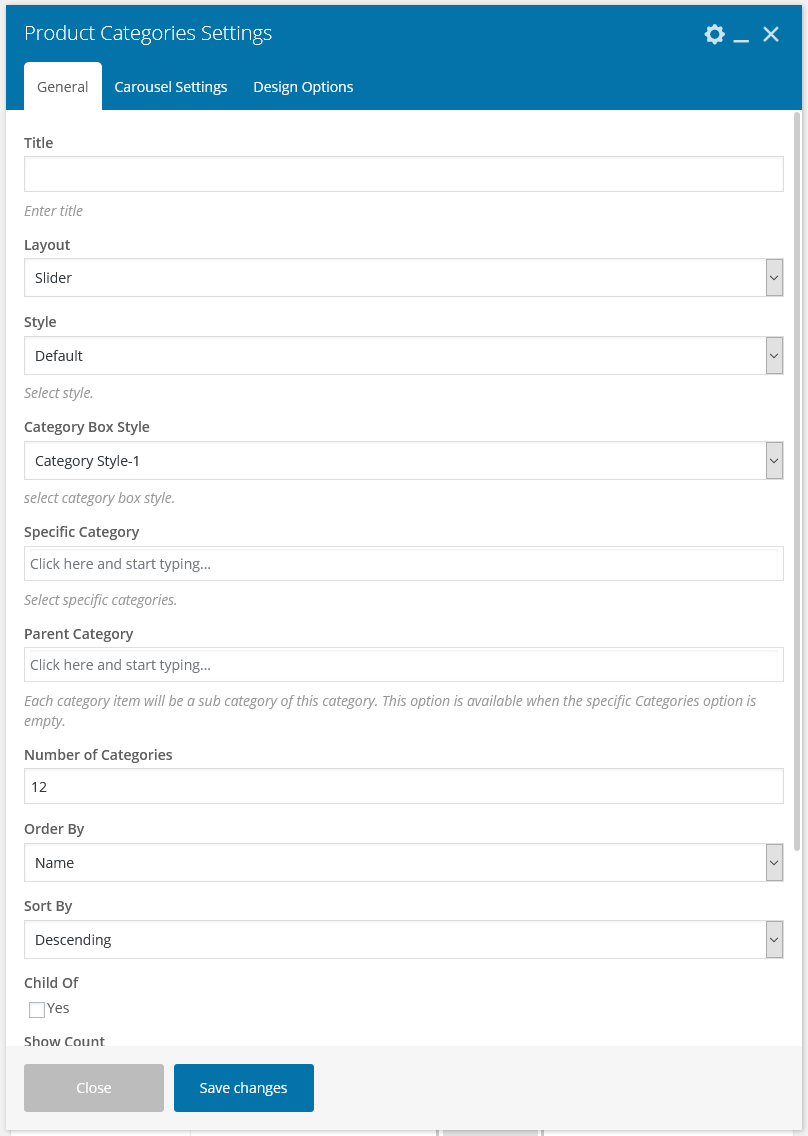 Product Categories Settings
General Carousel Settings Design Options
Title
Enter title
Layout
Slider
Style
Default
Select style.
Category Box Style
Category Style-1
select category box style.
Specific Category
Click here and start typing...
Select specific categories.
Parent Category
Click here and start typing...
Each category item will be a sub category of this category. This option is available when the specific Categories option is
empty.
Number of Categories
12
Order By
Name
Sort By
Descending
Child Of
Yes
Show Count
Close Save changes